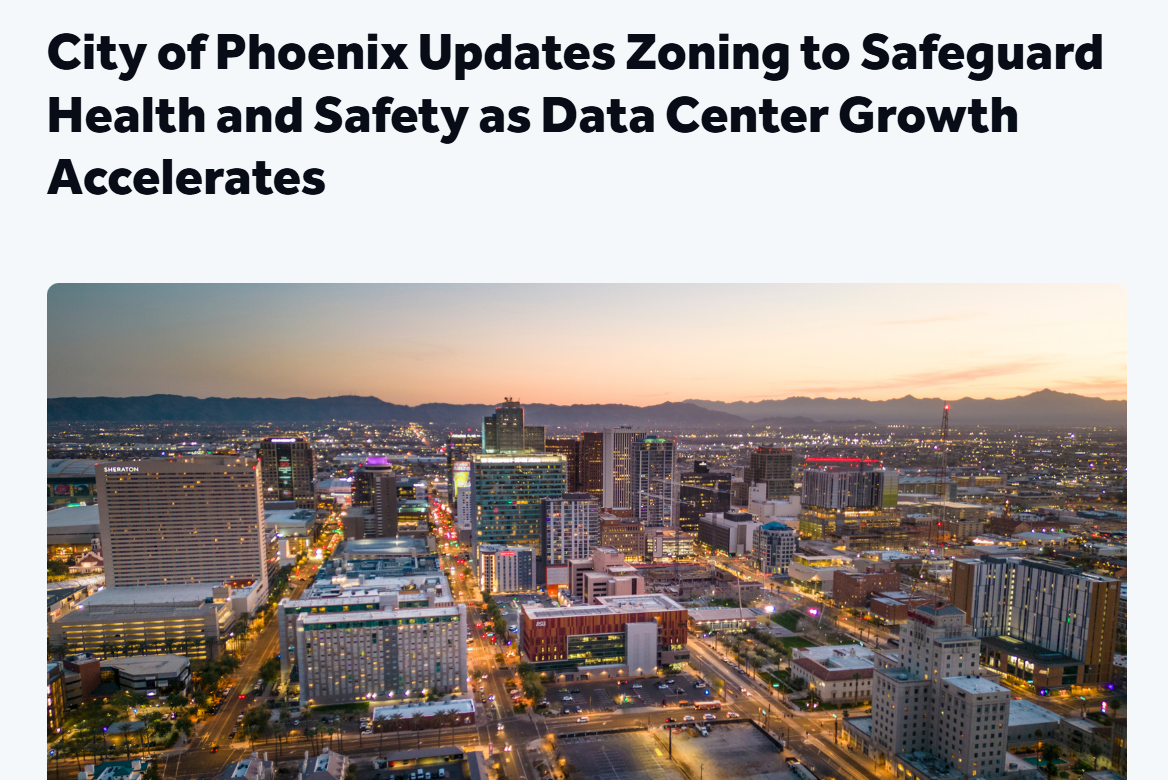 City of Phoenix Updates Zoning to Safeguard
Health and Safety as Data Center Growth
Accelerates
SHERATON
ASU